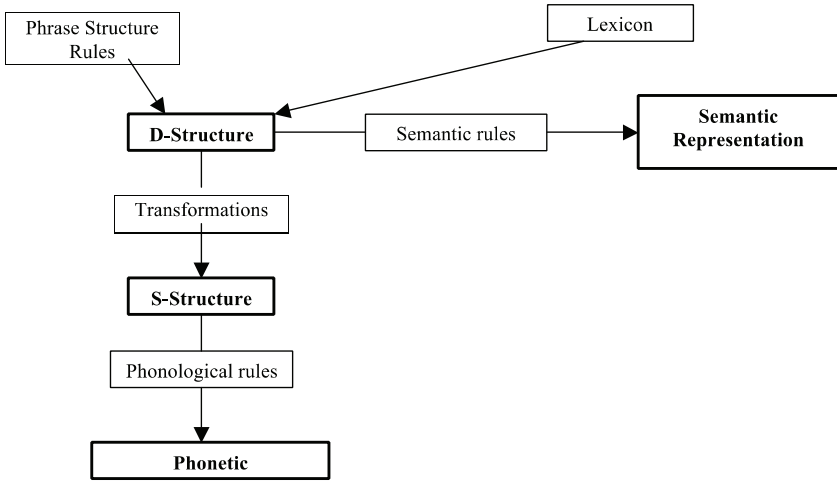 Phrase Structure
Rules
Lexicon
D-Structure
Semantic rules
Semantic
Representation
Transformations
S-Structure
Phonological rules
Phonetic